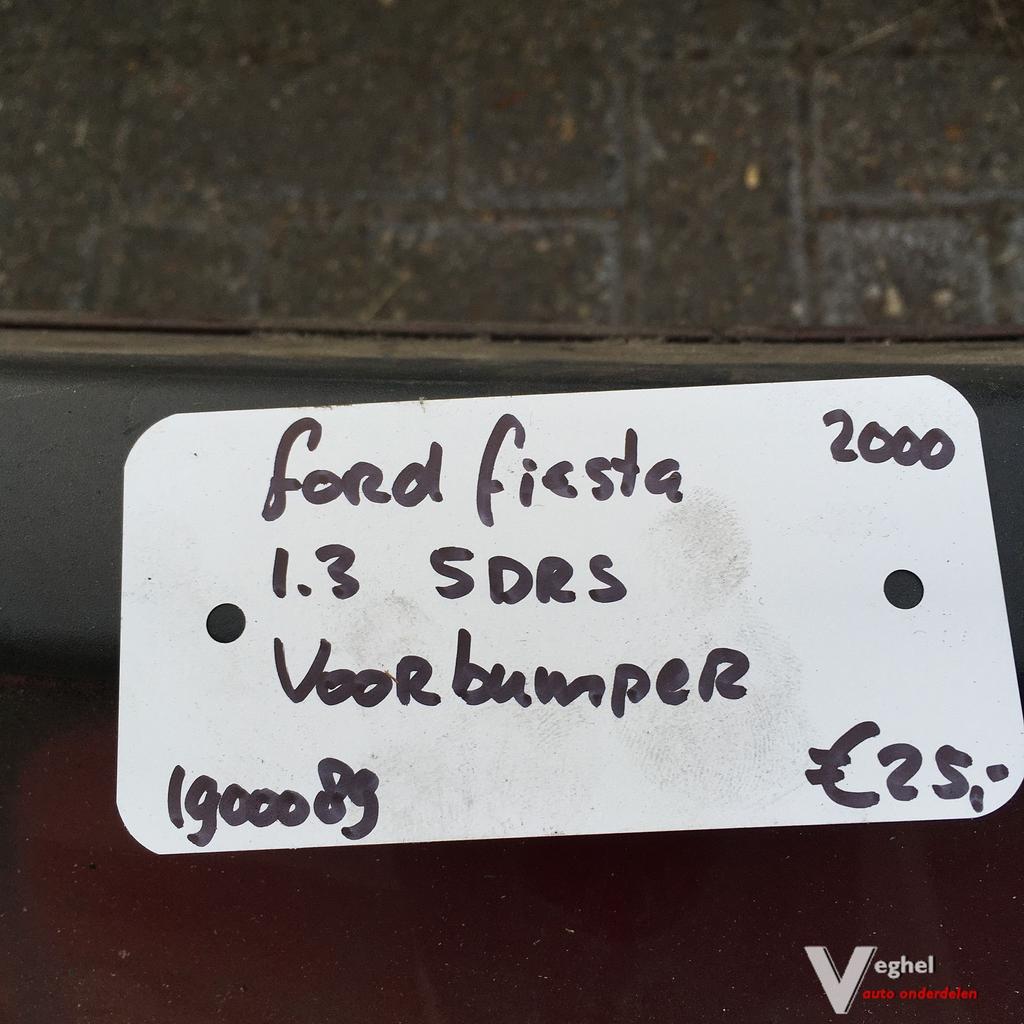 Ford fiesta 2000
1.3 5DRS
Voorbumper
1900089 €25,-
Veghel
auto onderdelen